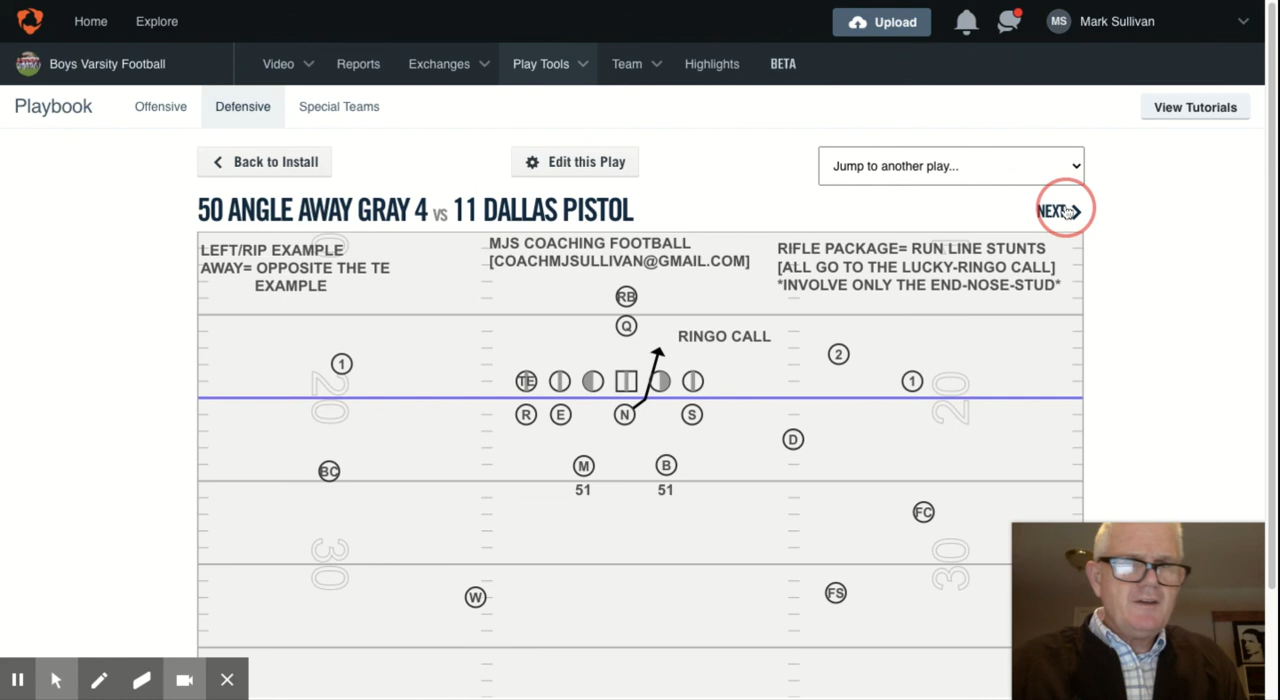 Home
Explore
Upload
MS
Mark Sullivan
Boys Varsity Football
Video
Reports
Exchanges
Play Tools
Team
Highlights
BETA
Playbook
Offensive
Defensive
Special Teams
View Tutorials
Back to Install
Edit this Play
Jump to another play...
50 ANGLE AWAY GRAY 4 VS 11 DALLAS PISTOL
NEXT
LEFT/RIP EXAMPLE
AWAY= OPPOSITE THE TE
EXAMPLE
MJS COACHING FOOTBALL
[COACHMJSULLIVAN@GMAIL.COM]
RIFLE PACKAGE= RUN LINE STUNTS
[ALL GO TO THE LUCKY-RINGO CALL]
*INVOLVE ONLY THE END-NOSE-STUD*
RB
Q
RINGO CALL
1
2
TE
1
20
20
R
E
N
S
D
BC
M
B
51
51
FC
30
30
W
FS